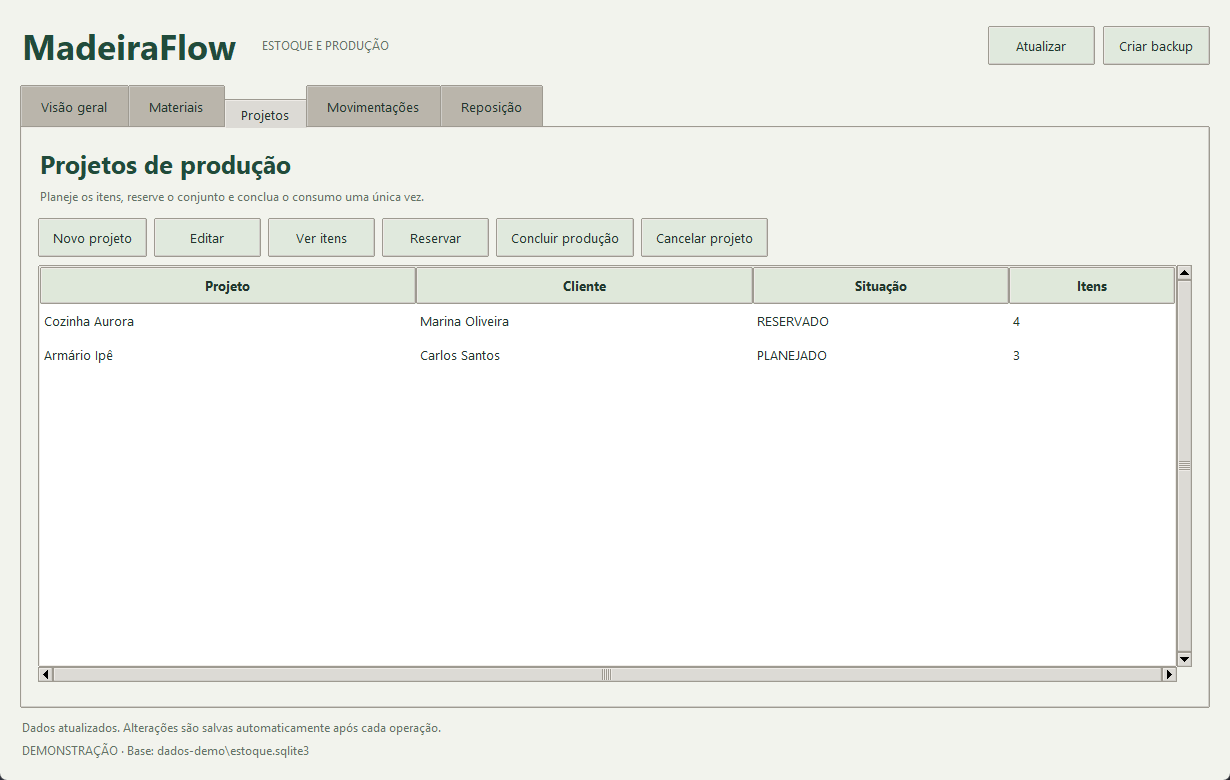 MadeiraFlow ESTOQUE E PRODUÇÃO Atualizar Criar backup
Visão geral Materiais Projetos Movimentações Reposição
Projetos de produção
Planeje os itens, reserve o conjunto e conclua o consumo uma única vez.
Novo projeto Editar Ver itens Reservar Concluir produção Cancelar projeto
Projeto Cliente Situação Itens
Cozinha Aurora Marina Oliveira RESERVADO 4
Armário Ipê Carlos Santos PLANEJADO 3
Dados atualizados. Alterações são salvas automaticamente após cada operação.
DEMONSTRAÇÃO · Base: dados-demo\estoque.sqlite3